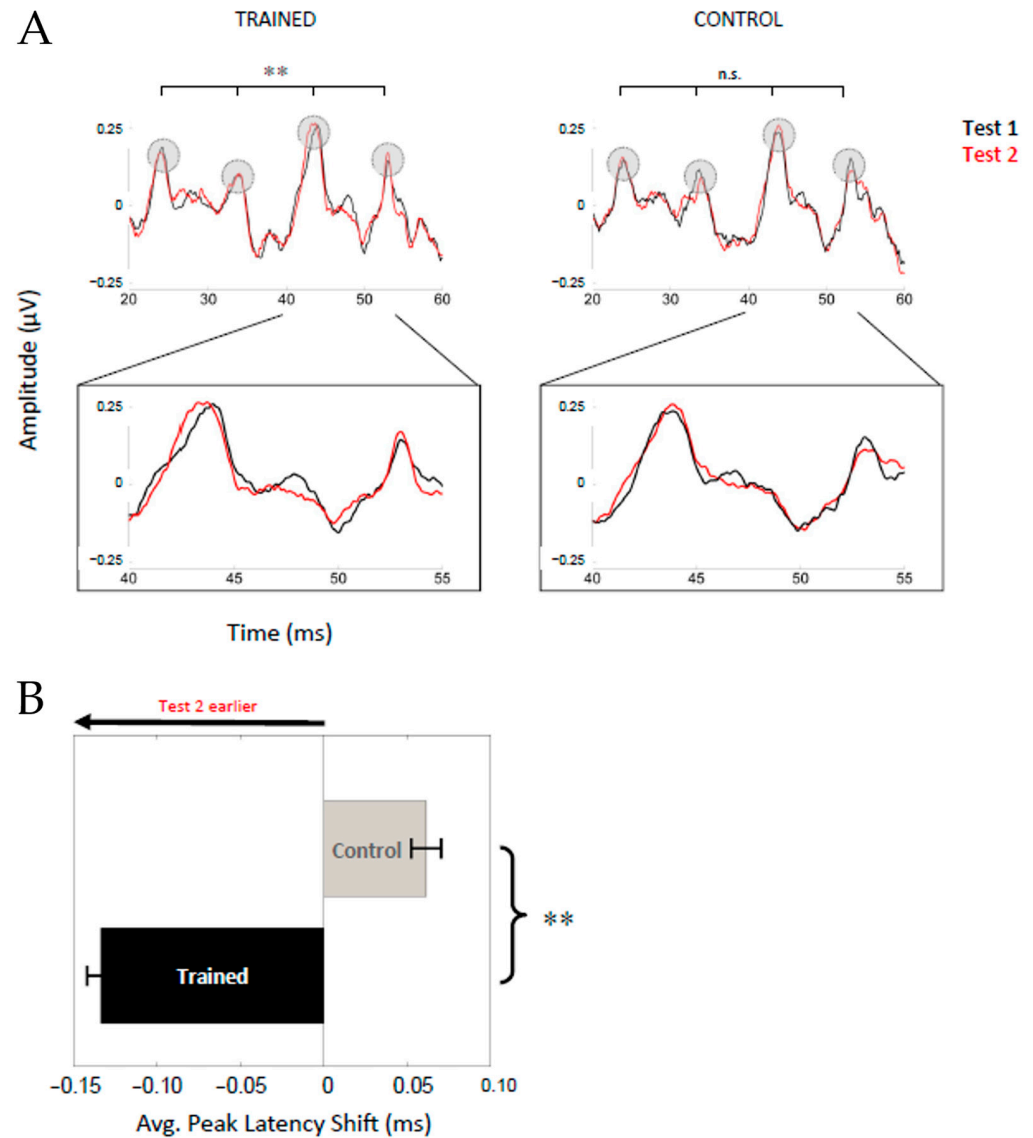 A
TRAINED
CONTROL
**
n.s.
Test 1
Test 2
0.25
0
−0.25
20 30 40 50 60
0.25
0
−0.25
20 30 40 50 60
Amplitude (μV)
0.25
0
−0.25
40 45 50 55
0.25
0
−0.25
40 45 50 55
Time (ms)
B
Test 2 earlier
Control
**
Trained
−0.15 −0.10 −0.05 0 0.05 0.10
Avg. Peak Latency Shift (ms)